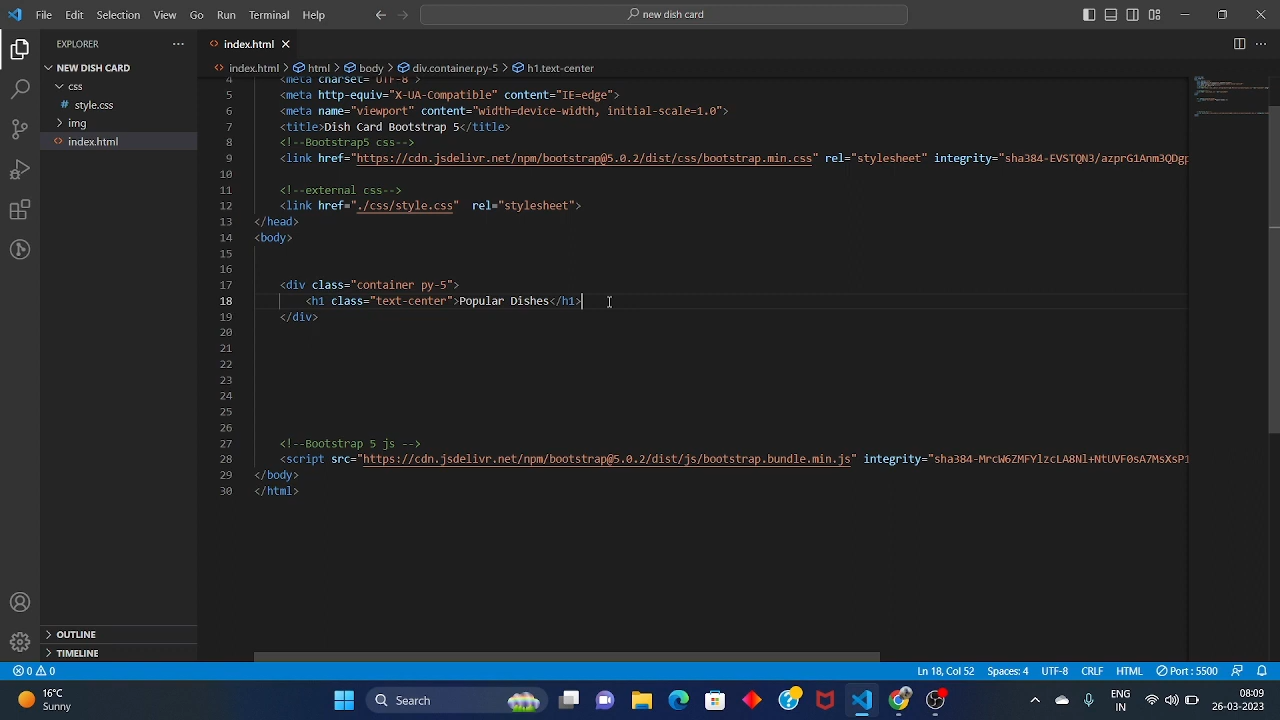 File Edit Selection View Go Run Terminal Help
new dish card
EXPLORER
NEW DISH CARD
css
style.css
img
index.html
OUTLINE
TIMELINE
index.html
index.html > html > body > div.container.py-5 > h1.text-center
4 <meta charset="UTF-8">
5 <meta http-equiv="X-UA-Compatible" content="IE=edge">
6 <meta name="viewport" content="width=device-width, initial-scale=1.0">
7 <title>Dish Card Bootstrap 5</title>
8 <!--Bootstrap5 css-->
9 <link href="https://cdn.jsdelivr.net/npm/bootstrap@5.0.2/dist/css/bootstrap.min.css" rel="stylesheet" integrity="sha384-EVSTQN3/azprG1Anm3QDgp
10
11 <!--external css-->
12 <link href="./css/style.css"  rel="stylesheet">
13 </head>
14 <body>
15
16
17 <div class="container py-5">
18 <h1 class="text-center">Popular Dishes</h1>
19 </div>
20
21
22
23
24
25
26
27 <!--Bootstrap 5 js -->
28 <script src="https://cdn.jsdelivr.net/npm/bootstrap@5.0.2/dist/js/bootstrap.bundle.min.js" integrity="sha384-MrcW6ZMFYlzcLA8Nl+NtUVF0sA7MsXsP1
29 </body>
30 </html>
0 0 Ln 18, Col 52 Spaces: 4 UTF-8 CRLF HTML Port : 5500
16°C
Sunny
Search
ENG
IN
08:09
26-03-2023